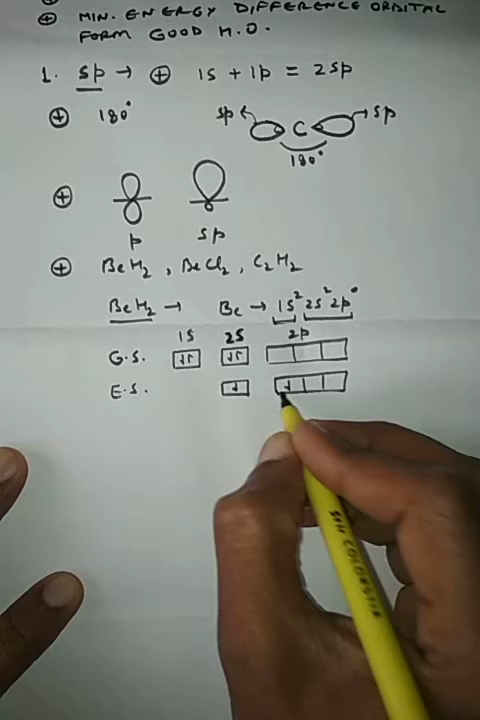 ⊕ MIN. ENERGY DIFFERENCE ORBITAL
FORM GOOD M.O.
1. sp → ⊕ 1s + 1p = 2sp
⊕ 180°
sp C sp
180°
⊕
p sp
⊕ BeH₂, BeCl₂, C₂H₂
BeH₂ → Be → 1s² 2s² 2p°
1S 2S 2P
G.S. ↓↑ ↓↑
E.S. ↓ ↓